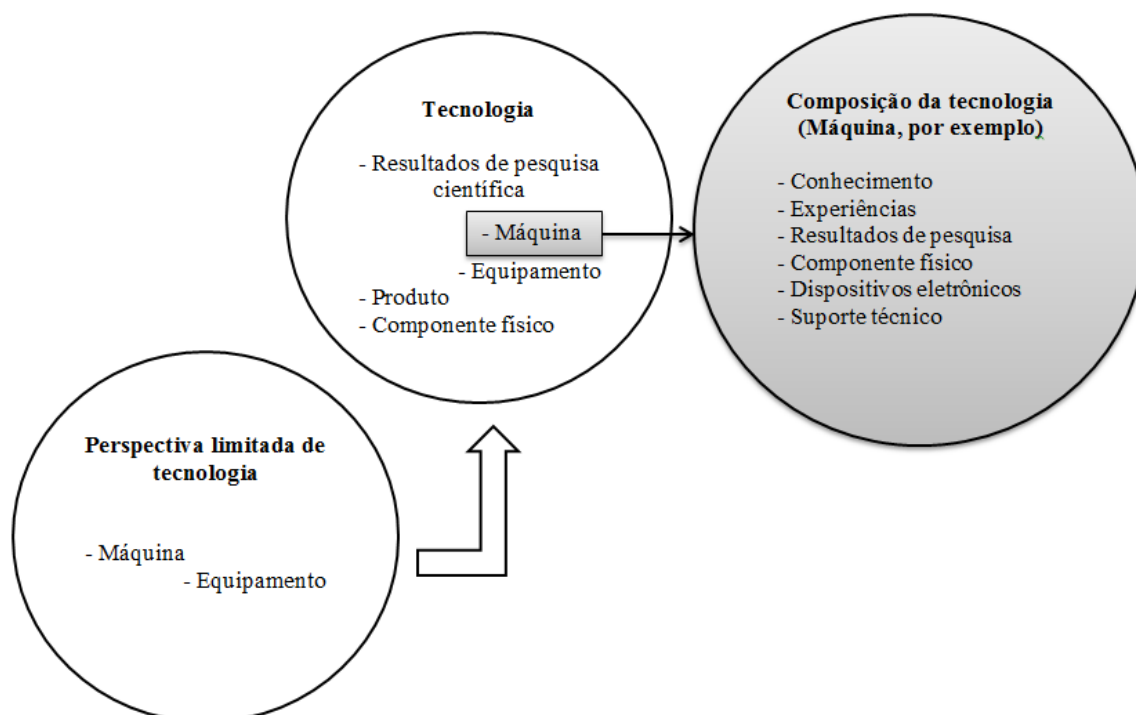 Tecnologia
- Resultados de pesquisa
científica
- Máquina
- Equipamento
- Produto
- Componente físico
Composição da tecnologia
(Máquina, por exemplo)
- Conhecimento
- Experiências
- Resultados de pesquisa
- Componente físico
- Dispositivos eletrônicos
- Suporte técnico
Perspectiva limitada de
tecnologia
- Máquina
- Equipamento